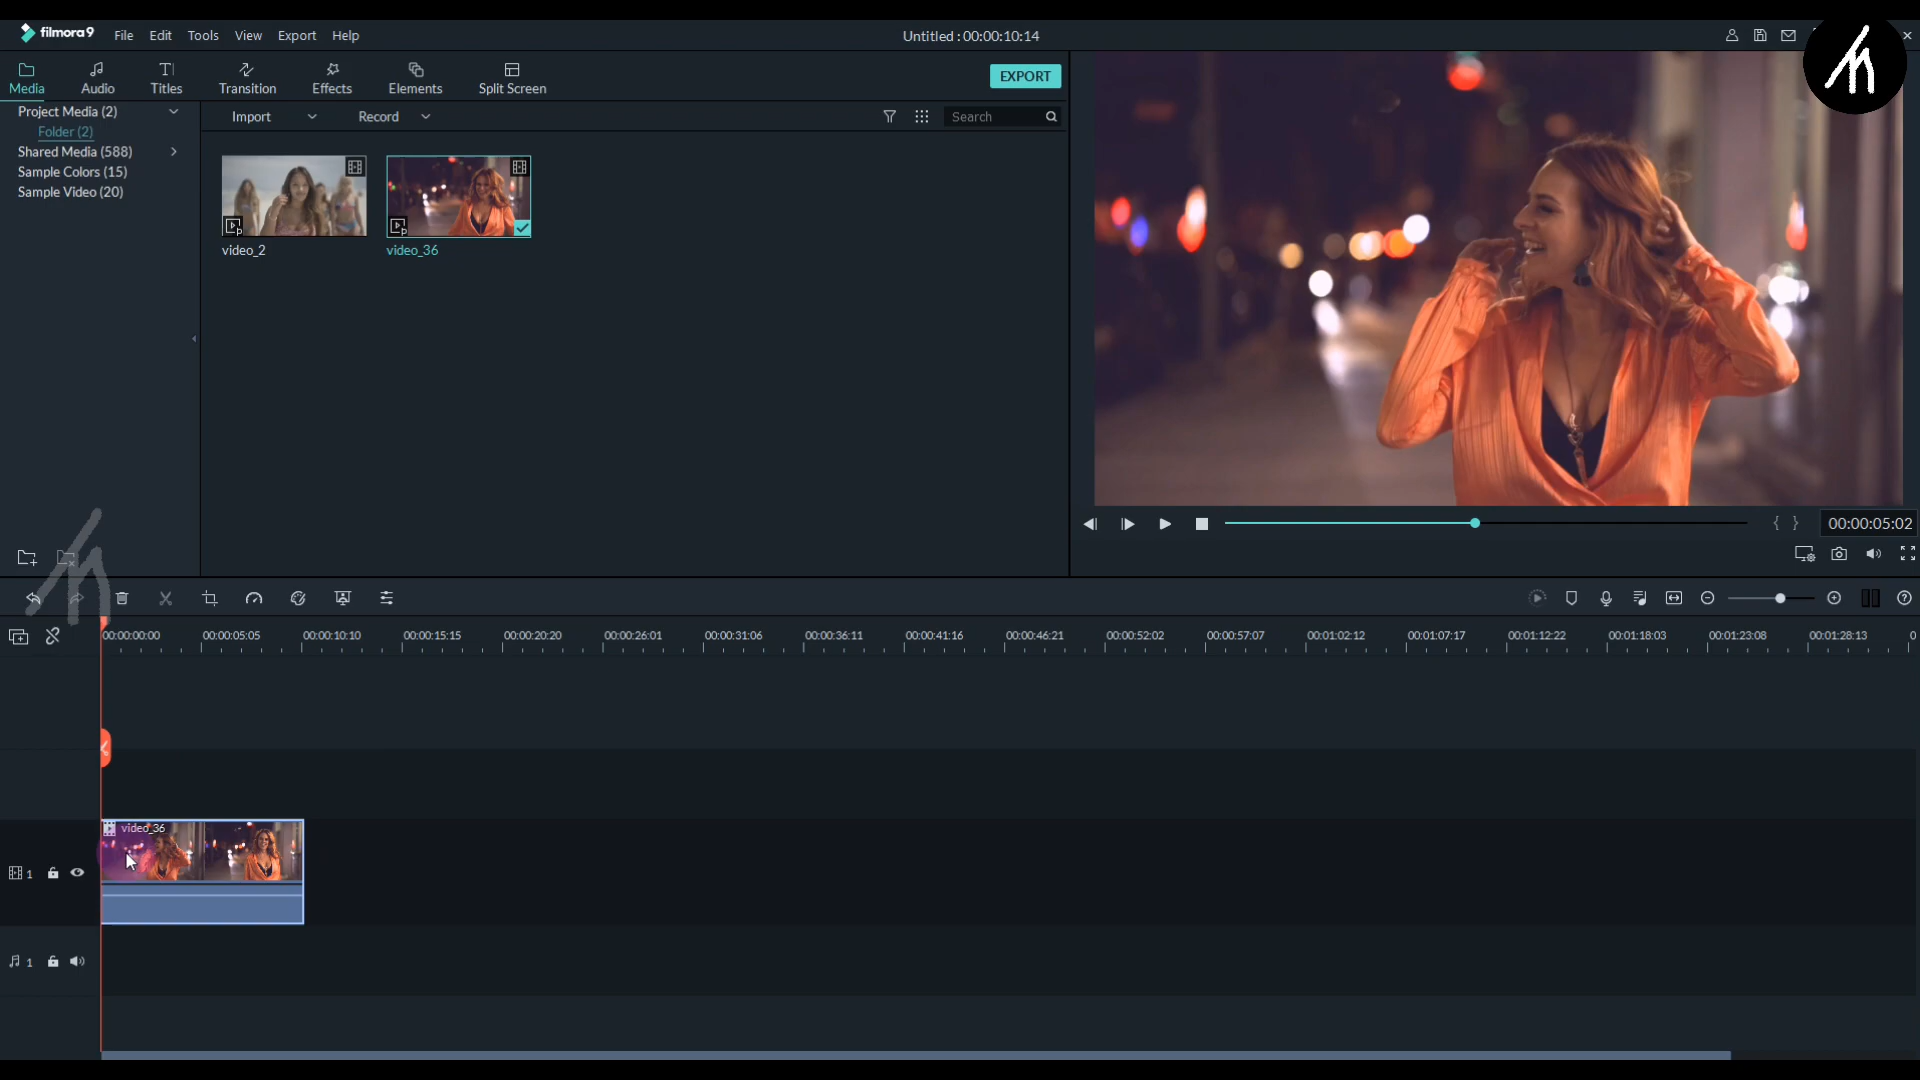 filmora9 File Edit Tools View Export Help Untitled : 00:00:10:14
Media Audio Titles Transition Effects Elements Split Screen EXPORT
Project Media (2) Import Record Search
Folder (2)
Shared Media (588)
Sample Colors (15)
Sample Video (20)
video_2 video_36
00:00:05:02
00:00:00:00 00:00:05:05 00:00:10:10 00:00:15:15 00:00:20:20 00:00:26:01 00:00:31:06 00:00:36:11 00:00:41:16 00:00:46:21 00:00:52:02 00:00:57:07 00:01:02:12 00:01:07:17 00:01:12:22 00:01:18:03 00:01:23:08 00:01:28:13
video_36
1
1